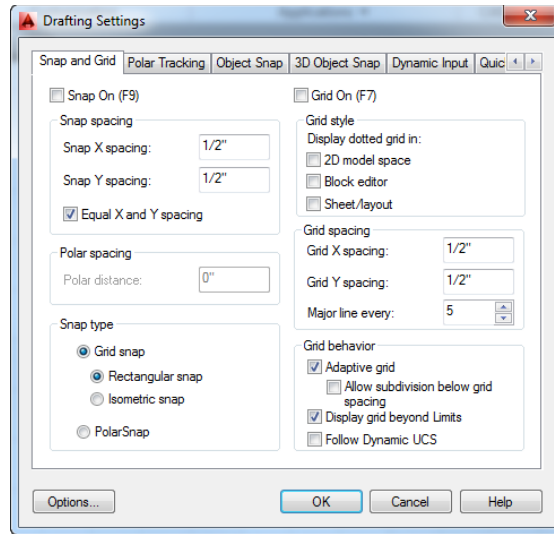 Drafting Settings
Snap and Grid
Polar Tracking
Object Snap
3D Object Snap
Dynamic Input
Quic
Snap On (F9)
Snap spacing
Snap X spacing: 1/2"
Snap Y spacing: 1/2"
Equal X and Y spacing
Polar spacing
Polar distance: 0"
Snap type
Grid snap
Rectangular snap
Isometric snap
PolarSnap
Grid On (F7)
Grid style
Display dotted grid in:
2D model space
Block editor
Sheet/layout
Grid spacing
Grid X spacing: 1/2"
Grid Y spacing: 1/2"
Major line every: 5
Grid behavior
Adaptive grid
Allow subdivision below grid
spacing
Display grid beyond Limits
Follow Dynamic UCS
Options...
OK
Cancel
Help